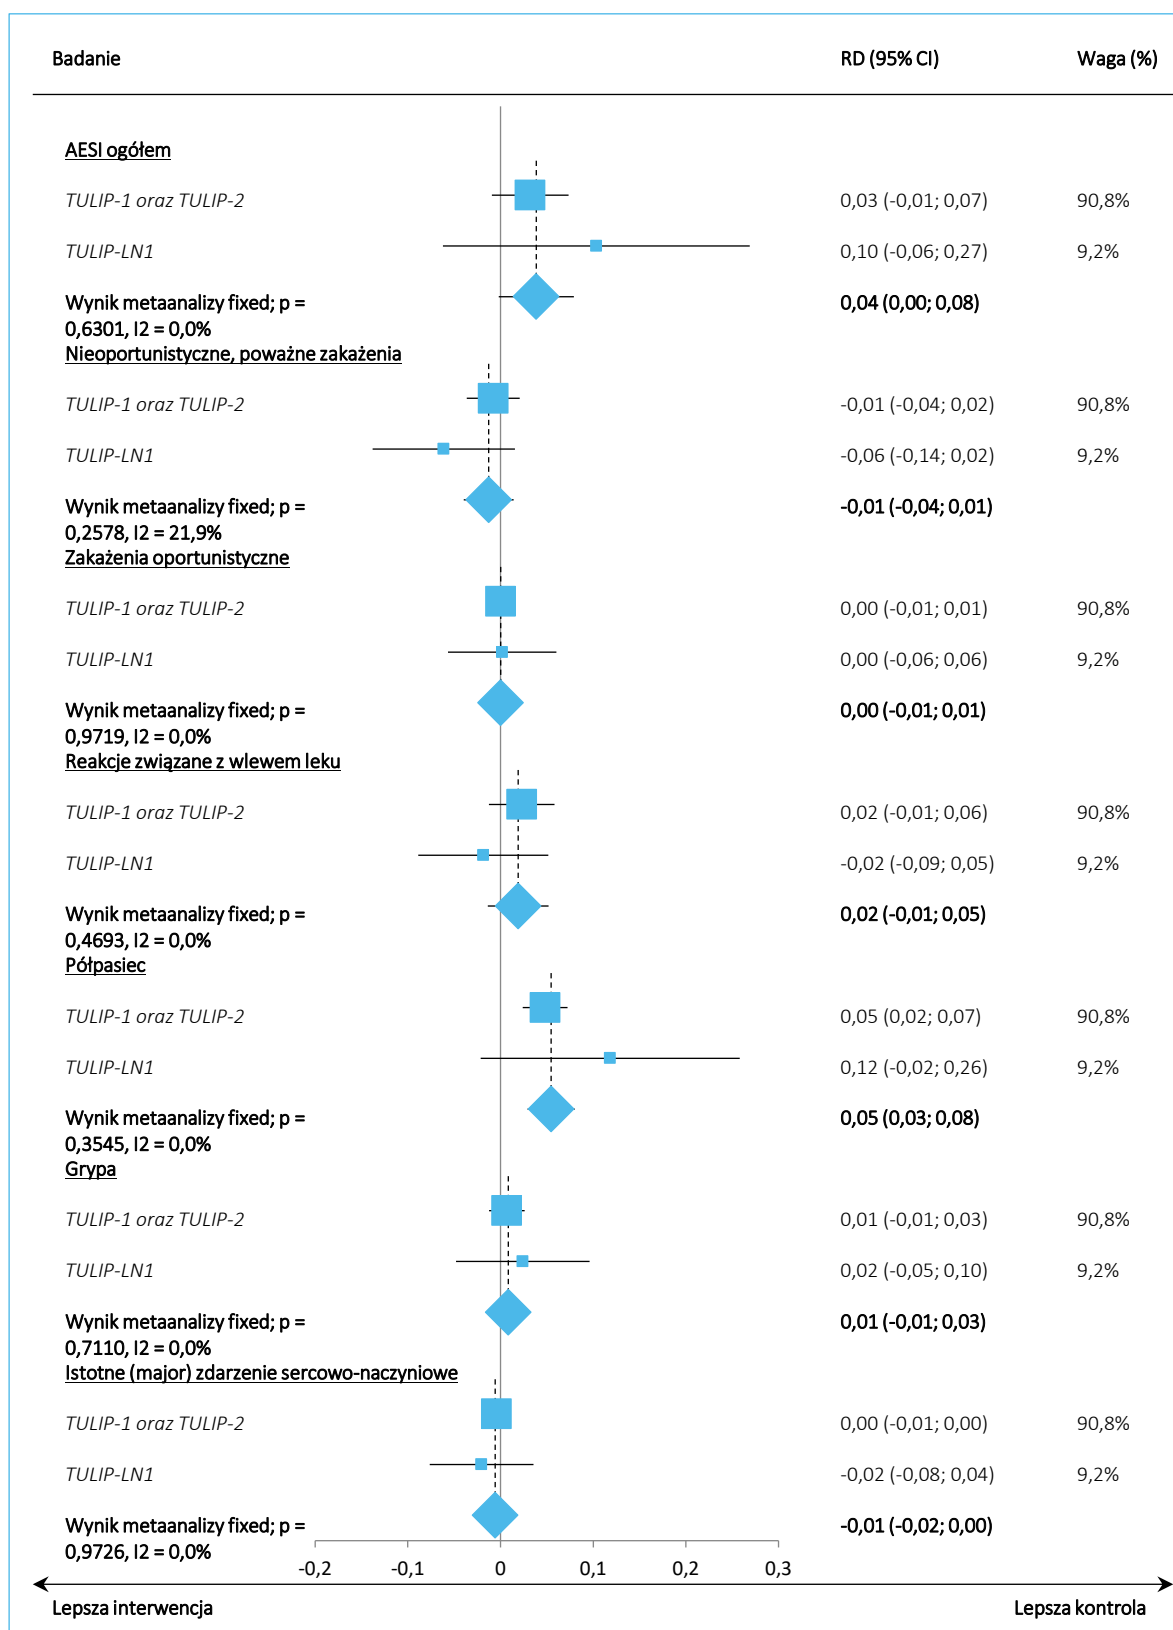 Badanie RD (95% CI) Waga (%)
AESI ogółem
TULIP-1 oraz TULIP-2 0,03 (-0,01; 0,07) 90,8%
TULIP-LN1 0,10 (-0,06; 0,27) 9,2%
Wynik metaanalizy fixed; p = 0,04 (0,00; 0,08)
0,6301, I2 = 0,0%
Nieoportunistyczne, poważne zakażenia
TULIP-1 oraz TULIP-2 -0,01 (-0,04; 0,02) 90,8%
TULIP-LN1 -0,06 (-0,14; 0,02) 9,2%
Wynik metaanalizy fixed; p = -0,01 (-0,04; 0,01)
0,2578, I2 = 21,9%
Zakażenia oportunistyczne
TULIP-1 oraz TULIP-2 0,00 (-0,01; 0,01) 90,8%
TULIP-LN1 0,00 (-0,06; 0,06) 9,2%
Wynik metaanalizy fixed; p = 0,00 (-0,01; 0,01)
0,9719, I2 = 0,0%
Reakcje związane z wlewem leku
TULIP-1 oraz TULIP-2 0,02 (-0,01; 0,06) 90,8%
TULIP-LN1 -0,02 (-0,09; 0,05) 9,2%
Wynik metaanalizy fixed; p = 0,02 (-0,01; 0,05)
0,4693, I2 = 0,0%
Półpasiec
TULIP-1 oraz TULIP-2 0,05 (0,02; 0,07) 90,8%
TULIP-LN1 0,12 (-0,02; 0,26) 9,2%
Wynik metaanalizy fixed; p = 0,05 (0,03; 0,08)
0,3545, I2 = 0,0%
Grypa
TULIP-1 oraz TULIP-2 0,01 (-0,01; 0,03) 90,8%
TULIP-LN1 0,02 (-0,05; 0,10) 9,2%
Wynik metaanalizy fixed; p = 0,01 (-0,01; 0,03)
0,7110, I2 = 0,0%
Istotne (major) zdarzenie sercowo-naczyniowe
TULIP-1 oraz TULIP-2 0,00 (-0,01; 0,00) 90,8%
TULIP-LN1 -0,02 (-0,08; 0,04) 9,2%
Wynik metaanalizy fixed; p = -0,01 (-0,02; 0,00)
0,9726, I2 = 0,0%
-0,2 -0,1 0 0,1 0,2 0,3
Lepsza interwencja Lepsza kontrola